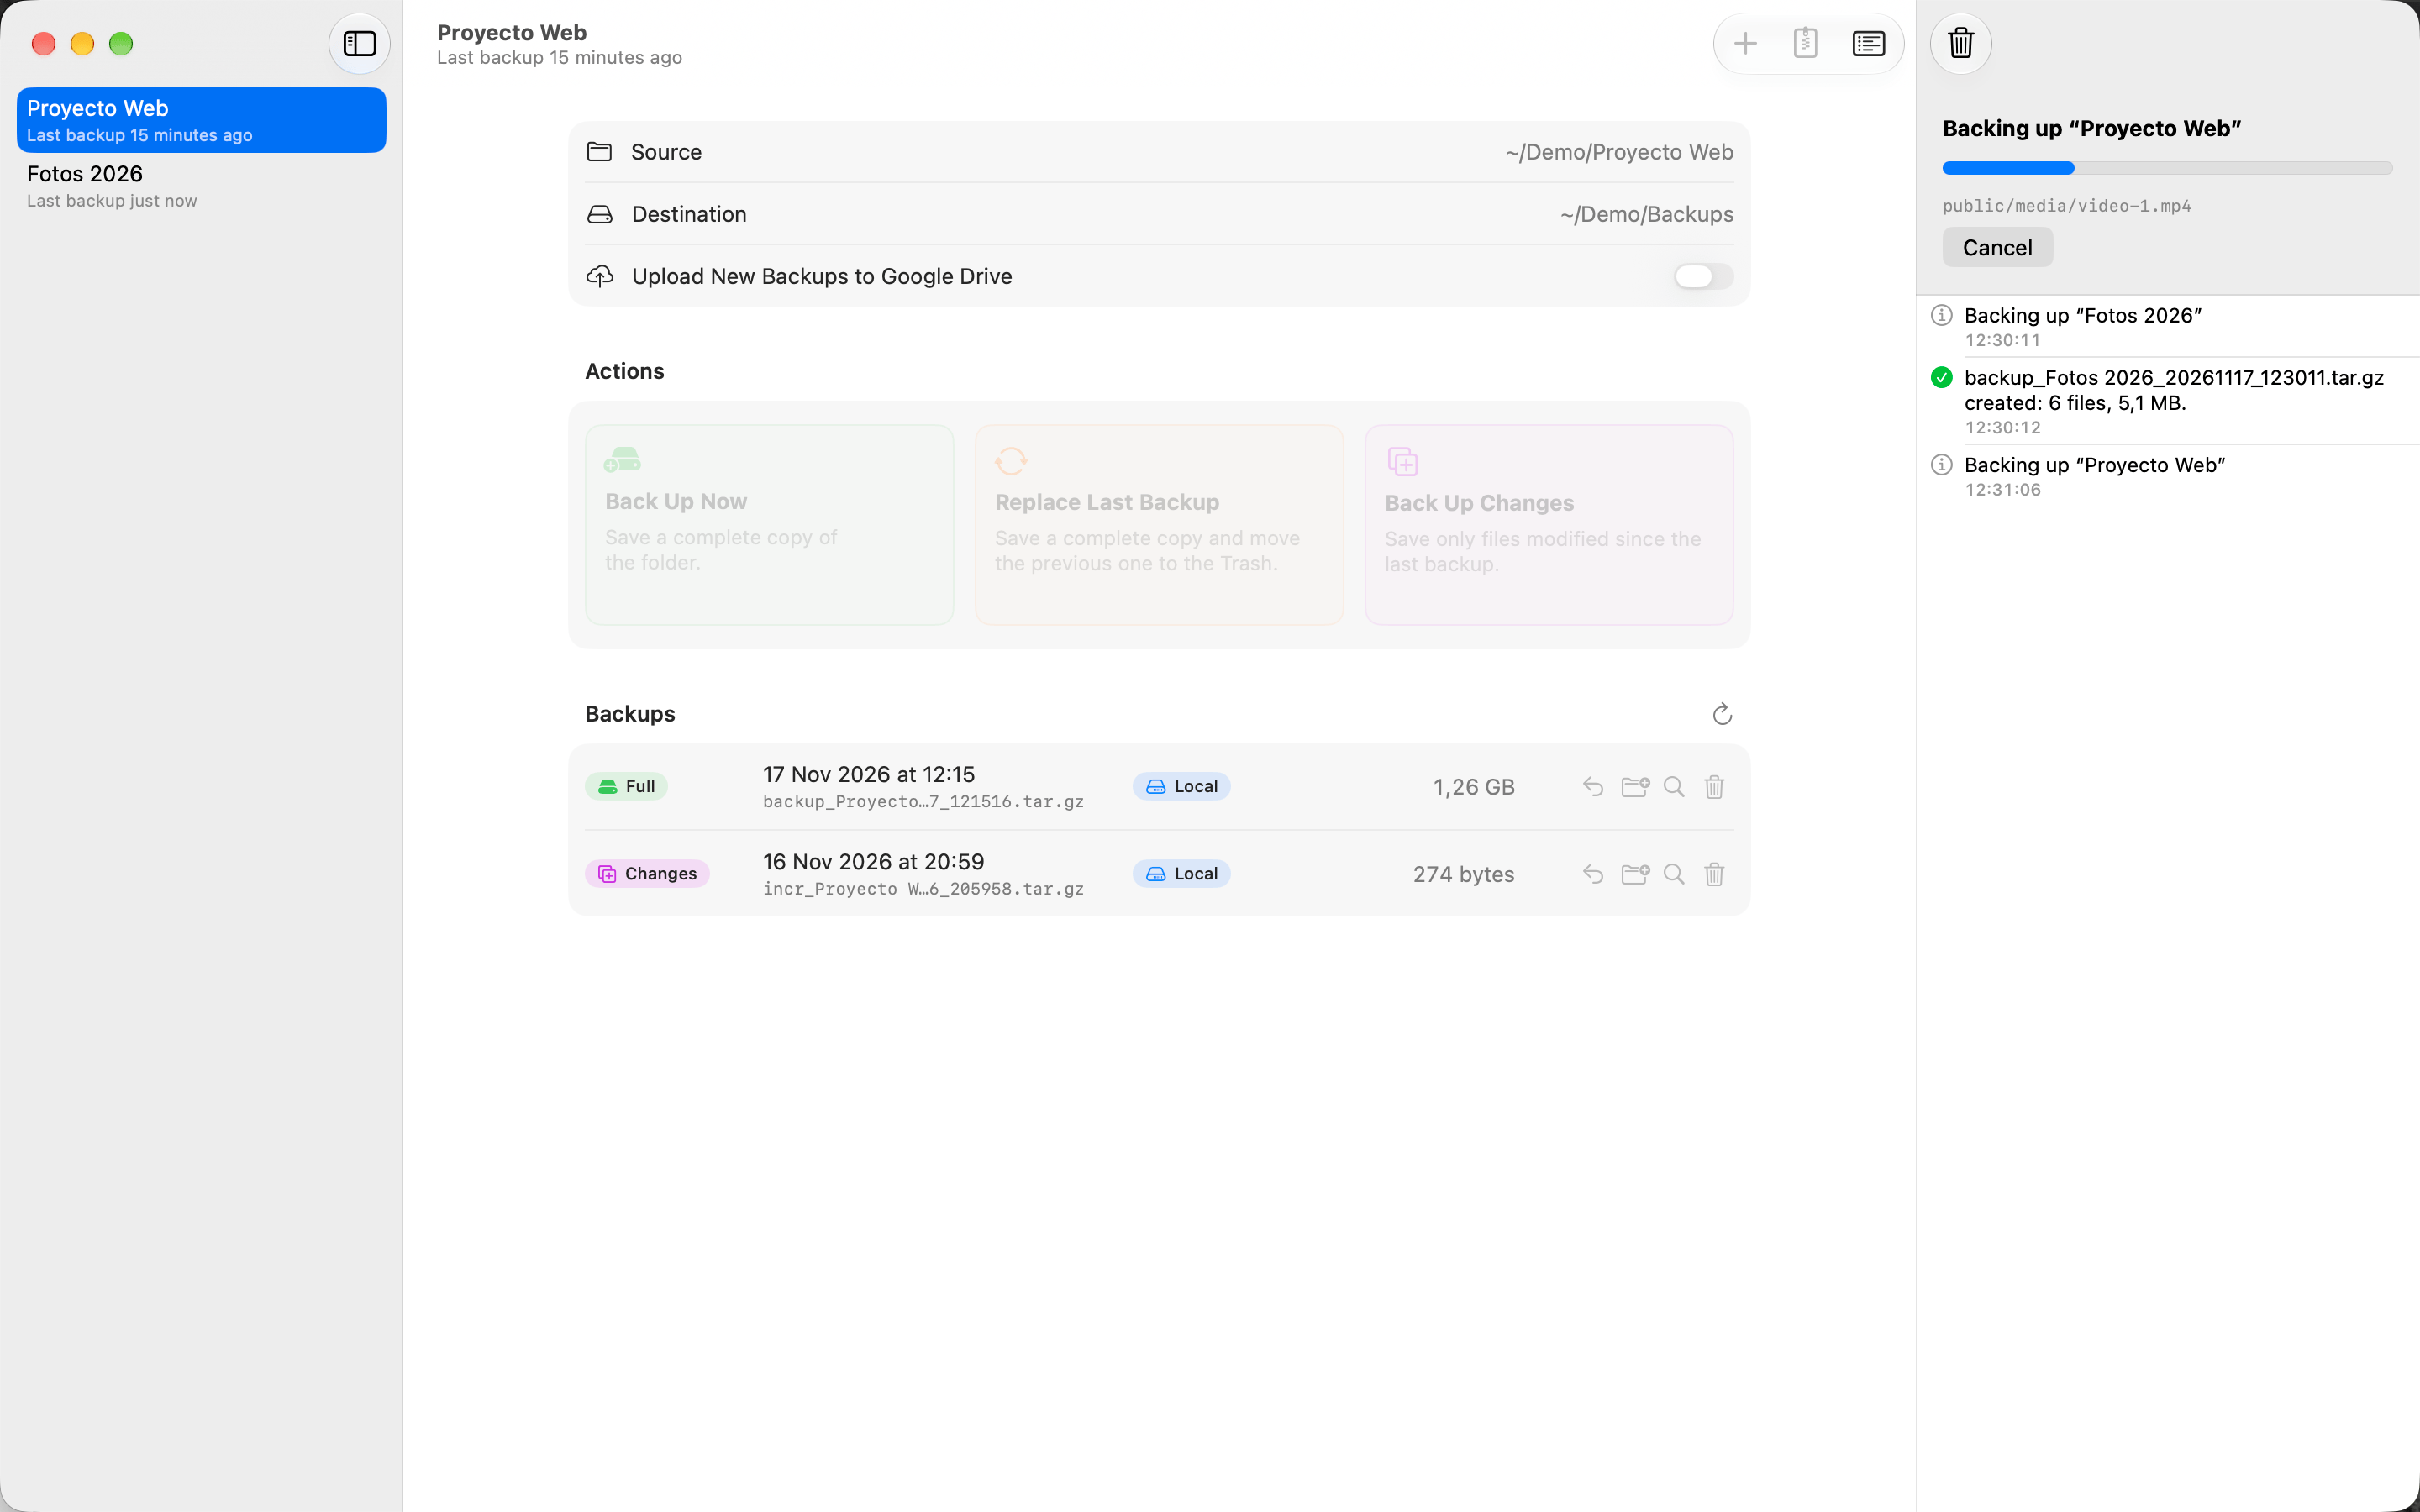 Proyecto Web
Last backup 15 minutes ago
Fotos 2026
Last backup just now
Proyecto Web
Last backup 15 minutes ago
Source
~/Demo/Proyecto Web
Destination
~/Demo/Backups
Upload New Backups to Google Drive
Actions
Back Up Now
Save a complete copy of
the folder.
Replace Last Backup
Save a complete copy and move
the previous one to the Trash.
Back Up Changes
Save only files modified since the
last backup.
Backups
Full
17 Nov 2026 at 12:15
backup_Proyecto…7_121516.tar.gz
Local
1,26 GB
Changes
16 Nov 2026 at 20:59
incr_Proyecto W…6_205958.tar.gz
Local
274 bytes
Backing up “Proyecto Web”
public/media/video-1.mp4
Cancel
Backing up “Fotos 2026”
12:30:11
backup_Fotos 2026_20261117_123011.tar.gz
created: 6 files, 5,1 MB.
12:30:12
Backing up “Proyecto Web”
12:31:06